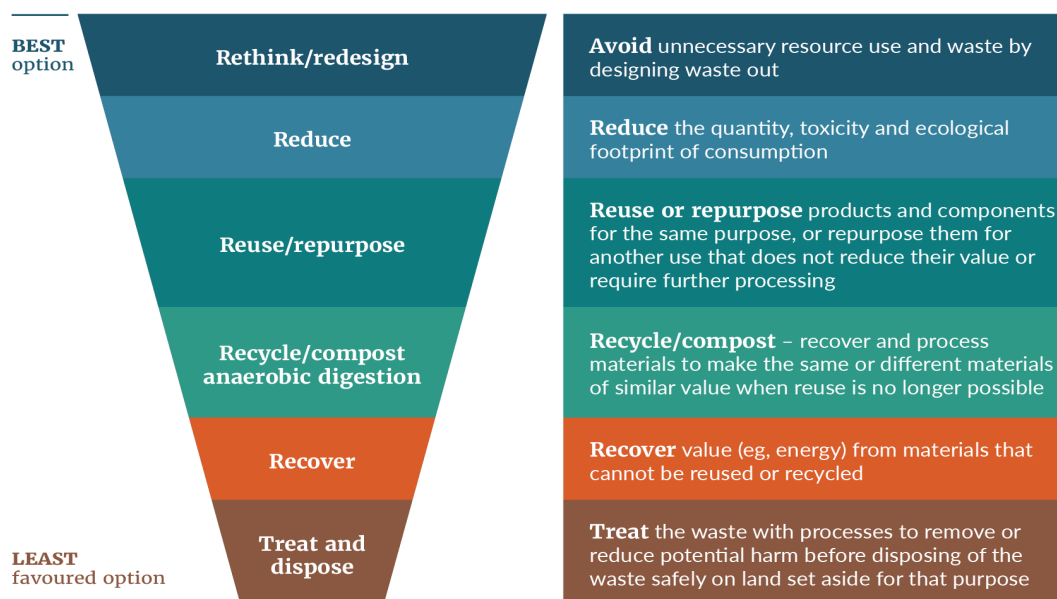 BEST
option
Rethink/redesign
Avoid unnecessary resource use and waste by
designing waste out
Reduce
Reduce the quantity, toxicity and ecological
footprint of consumption
Reuse/repurpose
Reuse or repurpose products and components
for the same purpose, or repurpose them for
another use that does not reduce their value or
require further processing
Recycle/compost
anaerobic digestion
Recycle/compost – recover and process
materials to make the same or different materials
of similar value when reuse is no longer possible
Recover
Recover value (eg, energy) from materials that
cannot be reused or recycled
LEAST
favoured option
Treat and
dispose
Treat the waste with processes to remove or
reduce potential harm before disposing of the
waste safely on land set aside for that purpose